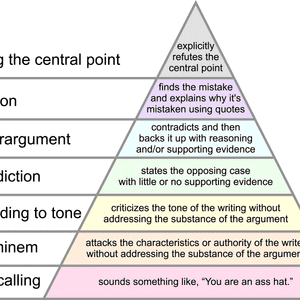 explicitly
refutes the
central point
g the central point
finds the mistake
and explains why it's
mistaken using quotes
on
contradicts and then
backs it up with reasoning
and/or supporting evidence
rargument
states the opposing case
with little or no supporting evidence
diction
criticizes the tone of the writing without
addressing the substance of the argument
ding to tone
attacks the characteristics or authority of the write
without addressing the substance of the argument
minem
sounds something like, “You are an ass hat.”
calling